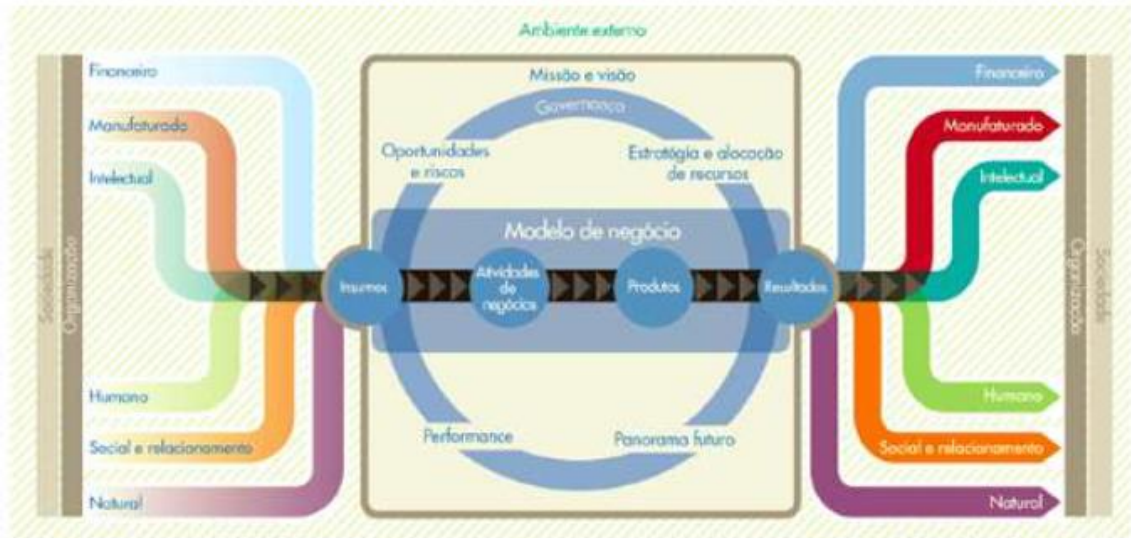 Ambiente externo
Sociedade
Organização
Financeiro
Manufaturado
Intelectual
Humano
Social e relacionamento
Natural
Missão e visão
Governança
Oportunidades
e riscos
Estratégia e alocação
de recursos
Modelo de negócio
Insumos
Atividades
de
negócios
Produtos
Resultados
Performance
Panorama futuro
Financeiro
Manufaturado
Intelectual
Humano
Social e relacionamento
Natural
Organização
Sociedade